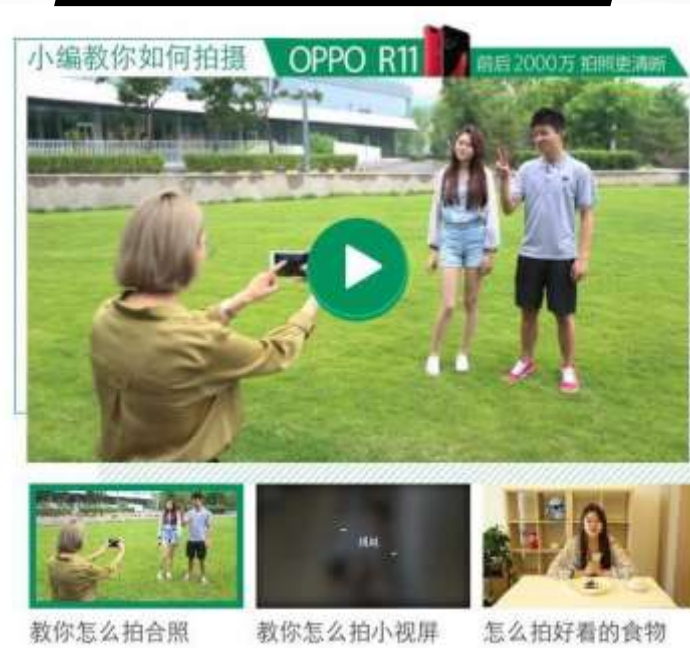 小编教你如何拍摄
OPPO R11
前后2000万 拍照更清晰
教你怎么拍合照
教你怎么拍小视屏
怎么拍好看的食物